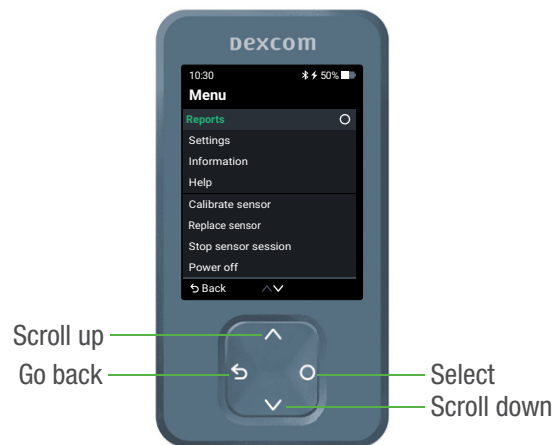 Dexcom
10:30 50%
Menu
Reports
Settings
Information
Help
Calibrate sensor
Replace sensor
Stop sensor session
Power off
Back
Scroll up
Go back
Select
Scroll down